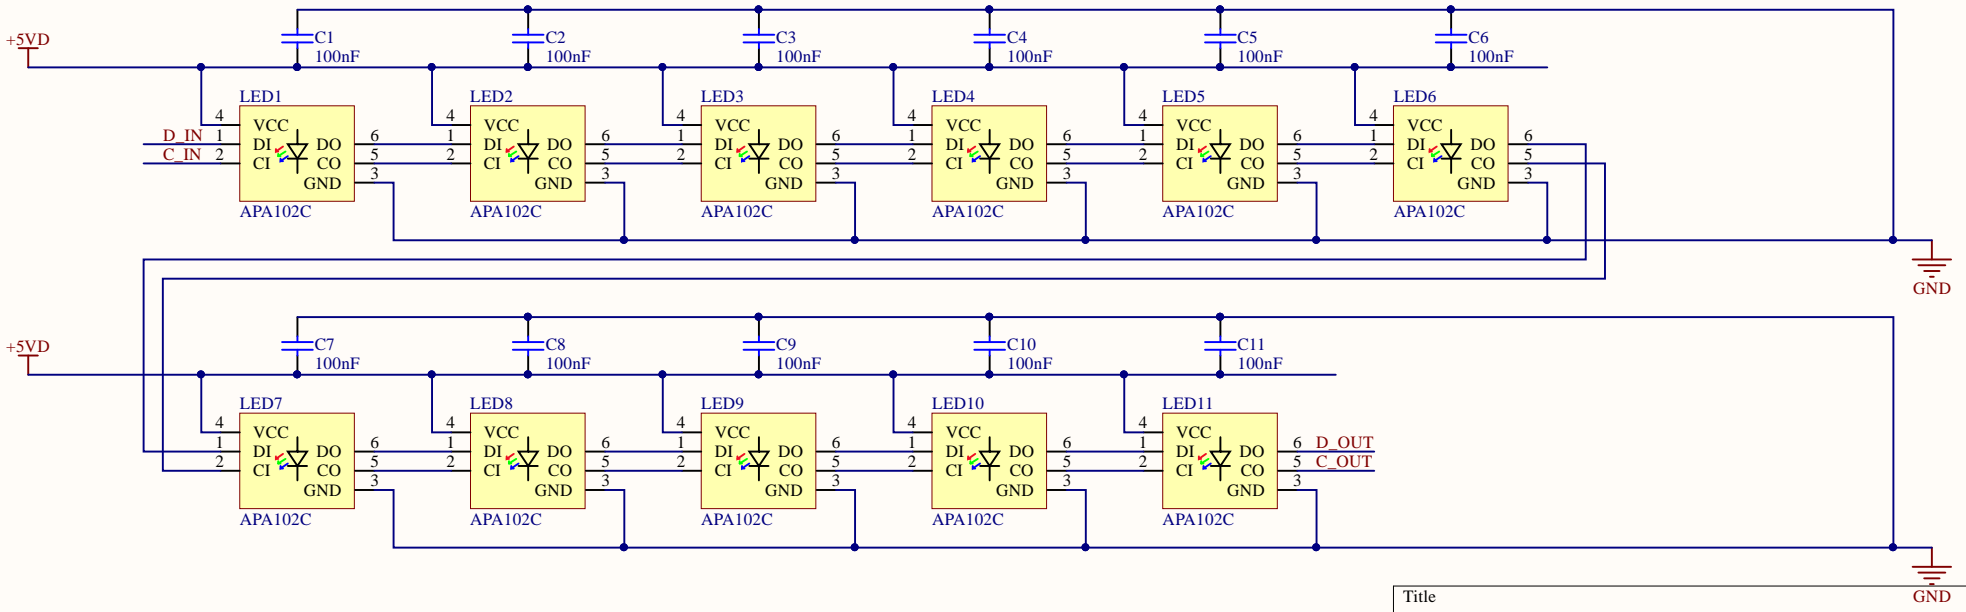 +5VD
C1 C2 C3 C4 C5 C6
100nF 100nF 100nF 100nF 100nF 100nF
LED1 LED2 LED3 LED4 LED5 LED6
4 VCC 4 VCC 4 VCC 4 VCC 4 VCC 4 VCC
D_IN 1 DI DO 6 1 DI DO 6 1 DI DO 6 1 DI DO 6 1 DI DO 6 1 DI DO 6
C_IN 2 CI CO 5 2 CI CO 5 2 CI CO 5 2 CI CO 5 2 CI CO 5 2 CI CO 5
GND 3 GND 3 GND 3 GND 3 GND 3 GND 3
APA102C APA102C APA102C APA102C APA102C APA102C
GND
+5VD
C7 C8 C9 C10 C11
100nF 100nF 100nF 100nF 100nF
LED7 LED8 LED9 LED10 LED11
4 VCC 4 VCC 4 VCC 4 VCC 4 VCC
1 DI DO 6 1 DI DO 6 1 DI DO 6 1 DI DO 6 1 DI DO 6 D_OUT
2 CI CO 5 2 CI CO 5 2 CI CO 5 2 CI CO 5 2 CI CO 5 C_OUT
GND 3 GND 3 GND 3 GND 3 GND 3
APA102C APA102C APA102C APA102C APA102C
Title GND